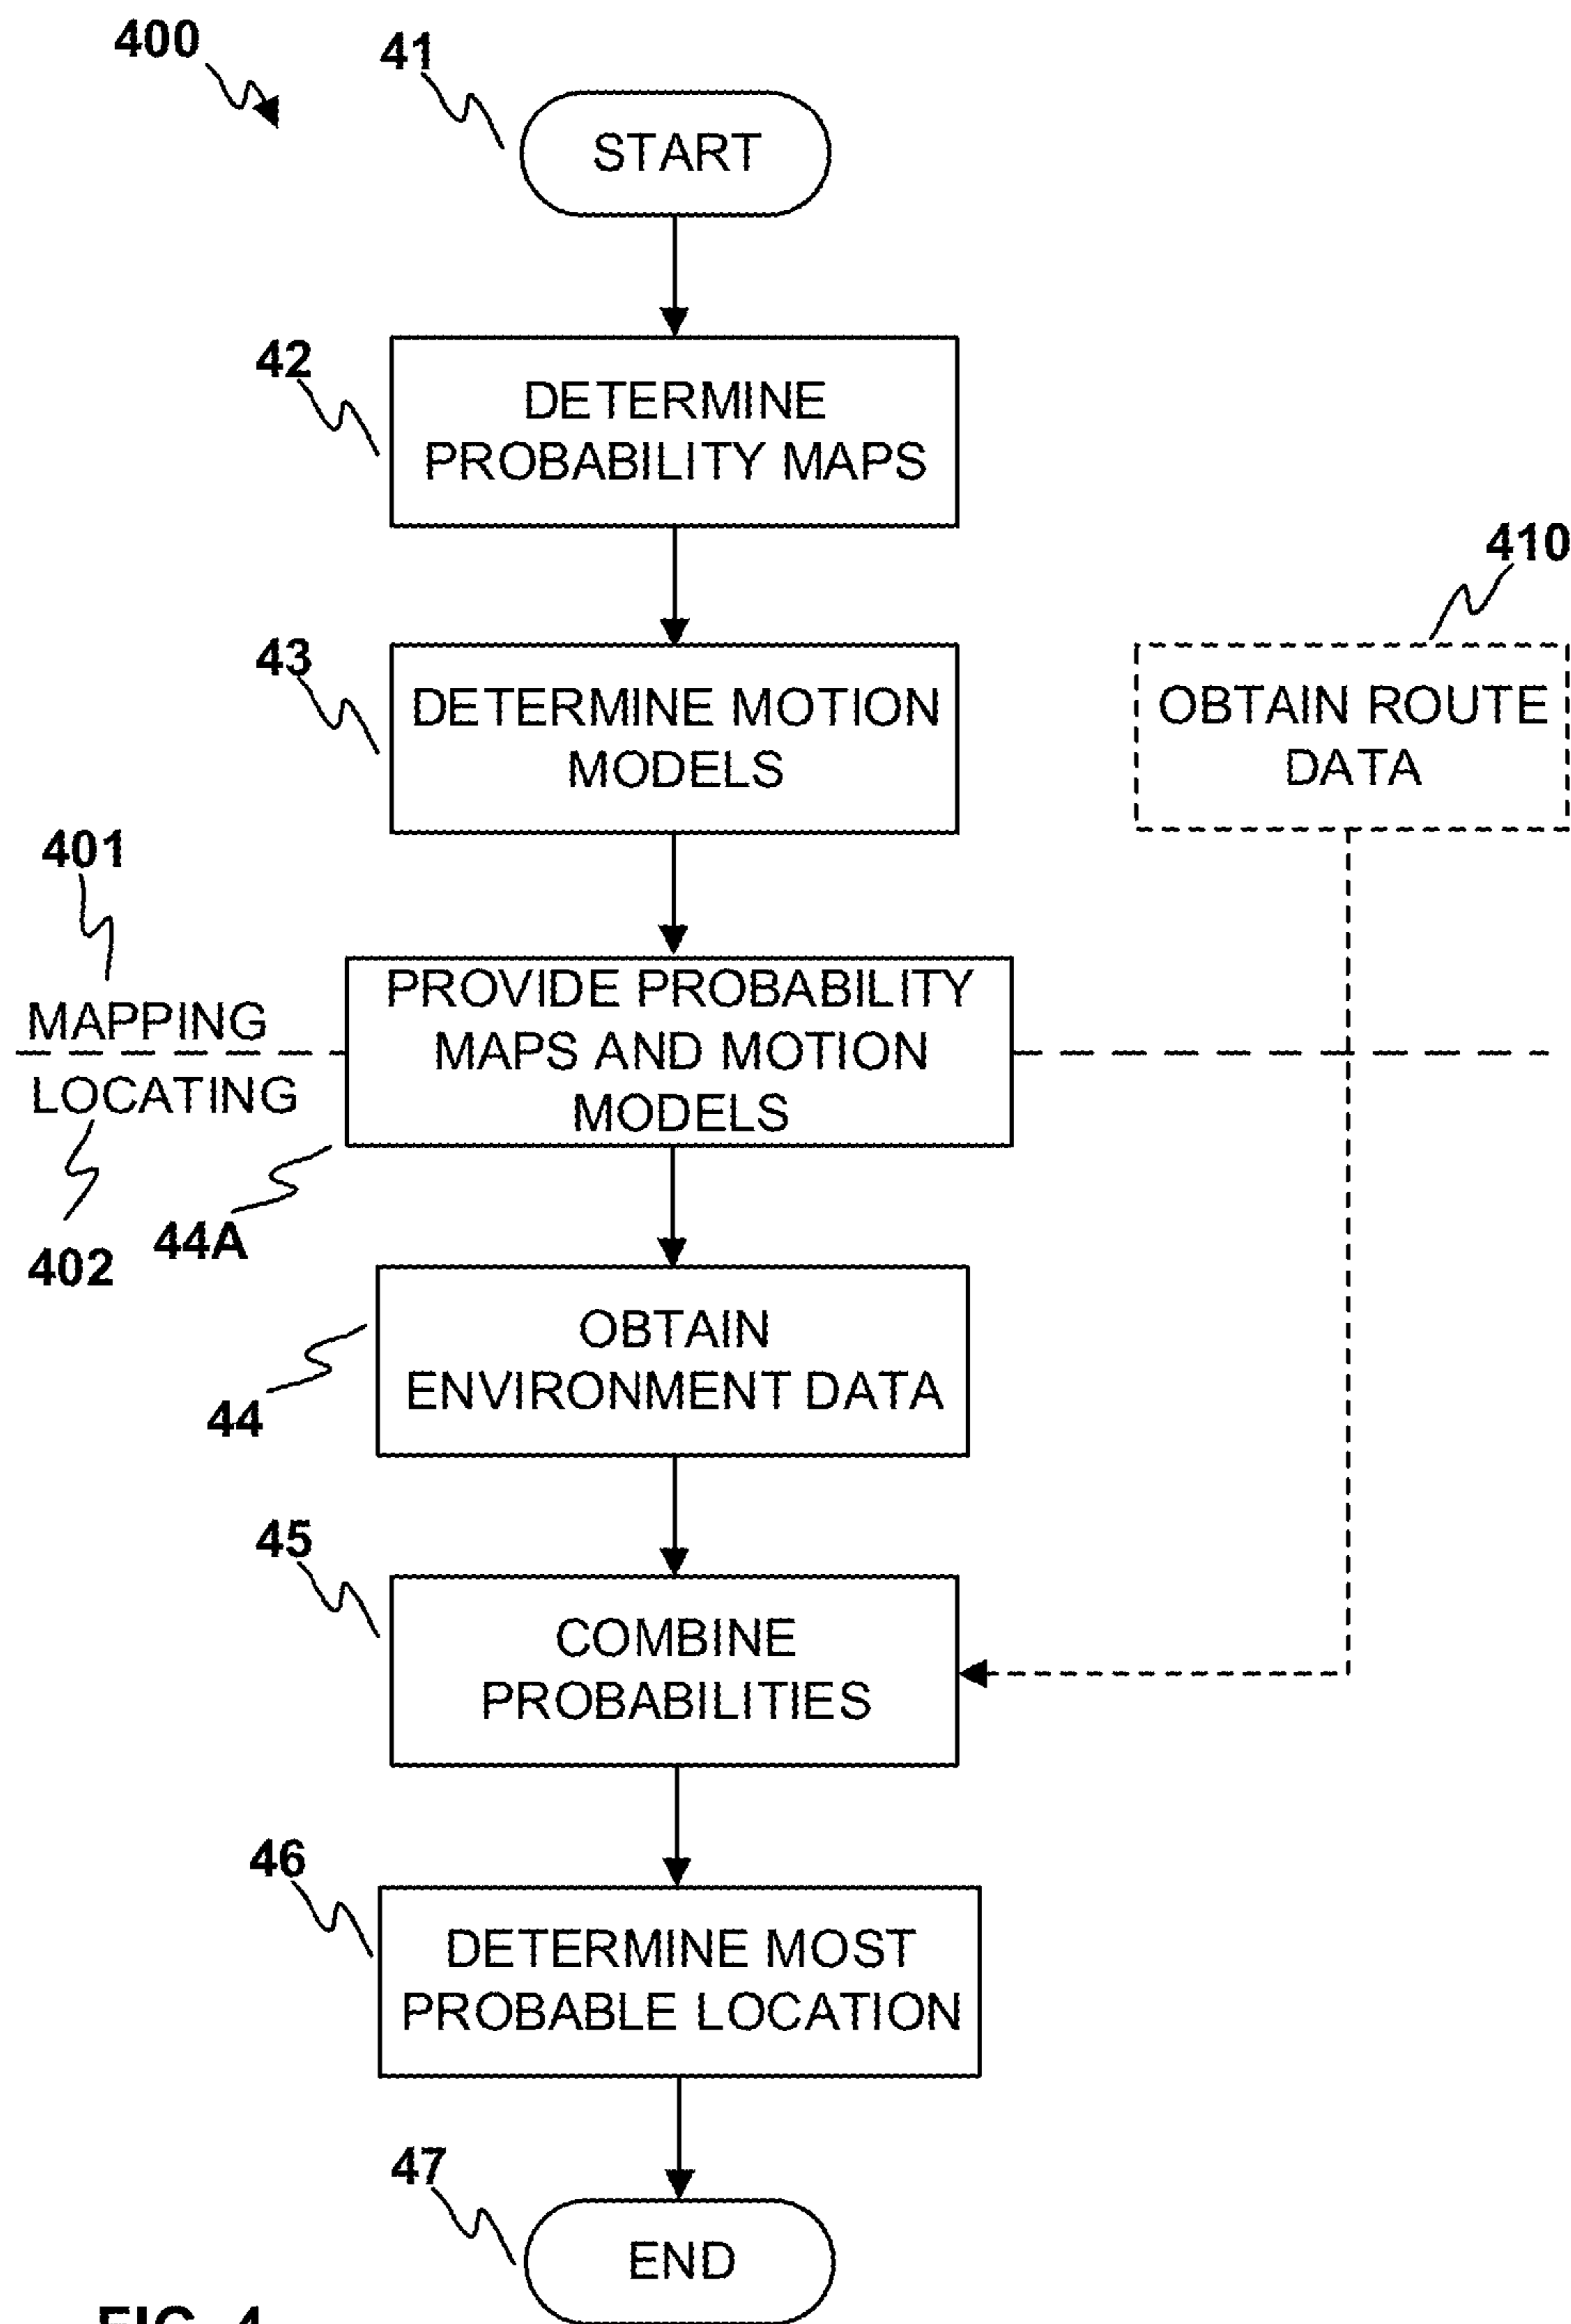 400
41
START
42
DETERMINE
PROBABILITY MAPS
410
43
DETERMINE MOTION
MODELS
OBTAIN ROUTE
DATA
401
MAPPING
LOCATING
402
PROVIDE PROBABILITY
MAPS AND MOTION
MODELS
44A
OBTAIN
ENVIRONMENT DATA
44
45
COMBINE
PROBABILITIES
46
DETERMINE MOST
PROBABLE LOCATION
47
END
FIG. 4